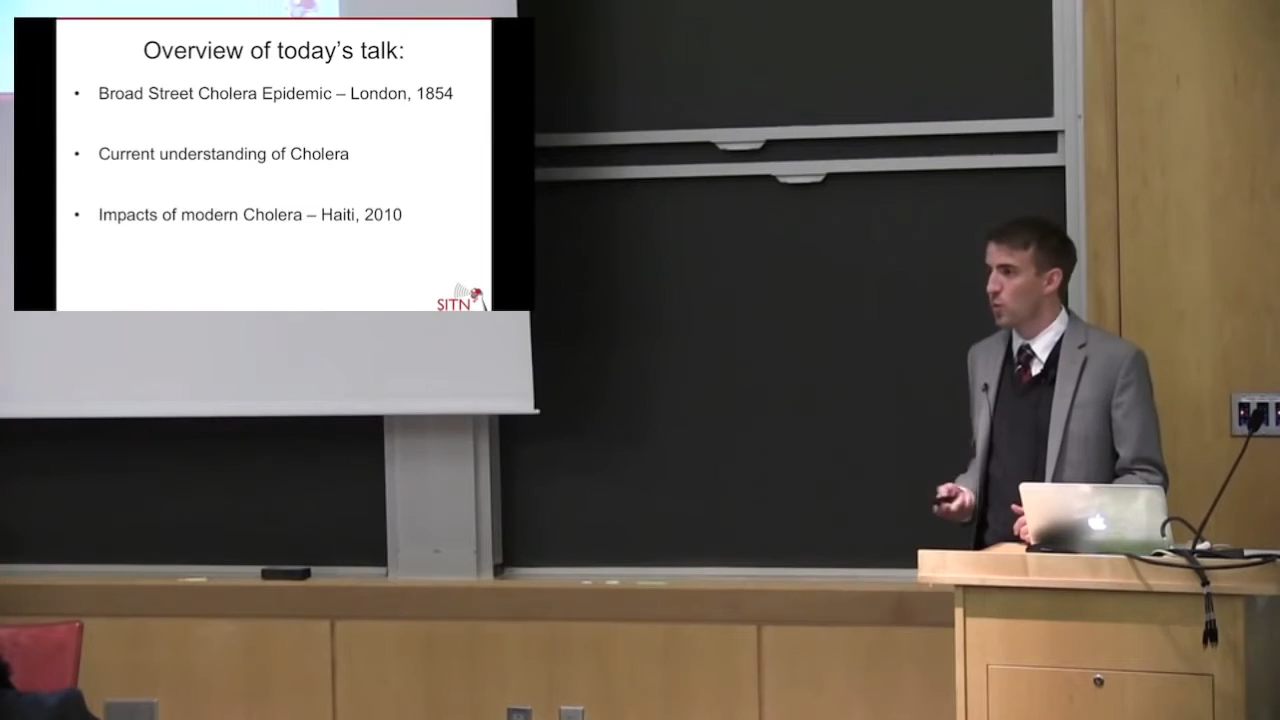 Overview of today's talk:
• Broad Street Cholera Epidemic – London, 1854
• Current understanding of Cholera
• Impacts of modern Cholera – Haiti, 2010
SITN